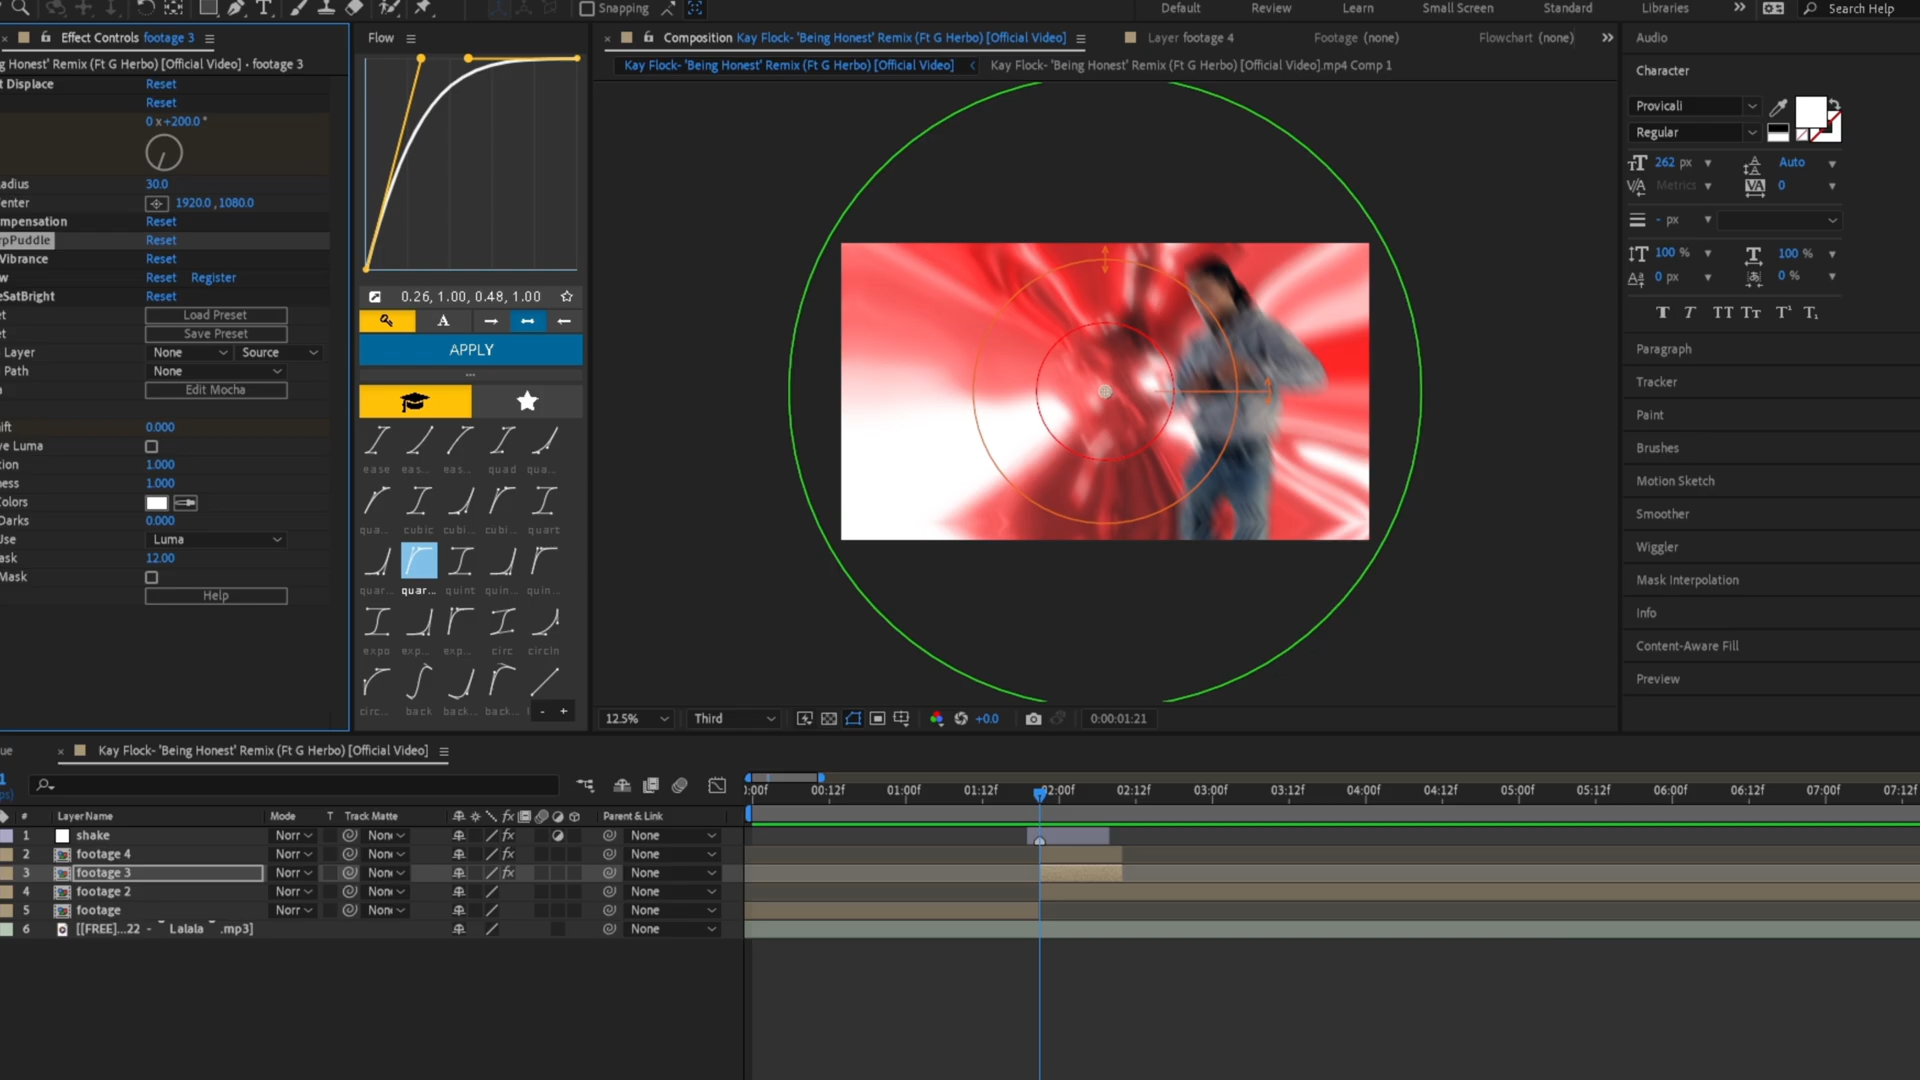 Snapping
Default Review Learn Small Screen Standard Libraries Search Help
Effect Controls footage 3
g Honest' Remix (Ft G Herbo) [Official Video] • footage 3
t Displace Reset
Reset
0 x+200.0 °
adius 30.0
enter 1920.0 , 1080.0
mpensation Reset
rpPuddle Reset
Vibrance Reset
w Reset Register
eSatBright Reset
t Load Preset
t Save Preset
Layer None Source
Path None
Edit Mocha
ift 0.000
ve Luma
tion 1.000
ness 1.000
Colors
Darks 0.000
Use Luma
ask 12.00
Mask
Help
Flow
0.26, 1.00, 0.48, 1.00
A
APPLY
...
ease eas... eas... quad qua...
qua... cubic cubi... cubi... quart
quar... quar... quint quin... quin...
expo exp... exp... circ circIn
circ... back back... back...
- +
Composition Kay Flock- 'Being Honest' Remix (Ft G Herbo) [Official Video] Layer footage 4 Footage (none) Flowchart (none)
Kay Flock- 'Being Honest' Remix (Ft G Herbo) [Official Video] Kay Flock- 'Being Honest' Remix (Ft G Herbo) [Official Video].mp4 Comp 1
12.5% Third +0.0 0:00:01:21
Audio
Character
Provicali
Regular
262 px Auto
Metrics 0
- px
100 % 100 %
0 px 0 %
Paragraph
Tracker
Paint
Brushes
Motion Sketch
Smoother
Wiggler
Mask Interpolation
Info
Content-Aware Fill
Preview
ue Kay Flock- 'Being Honest' Remix (Ft G Herbo) [Official Video]
1
ps)
:00f 00:12f 01:00f 01:12f 02:00f 02:12f 03:00f 03:12f 04:00f 04:12f 05:00f 05:12f 06:00f 06:12f 07:00f 07:12f
# Layer Name Mode T Track Matte fx Parent & Link
1 shake Norr Non fx None
2 footage 4 Norr Non fx None
3 footage 3 Norr Non fx None
4 footage 2 Norr Non None
5 footage Norr Non None
6 [[FREE]...22 - Lalala .mp3] None